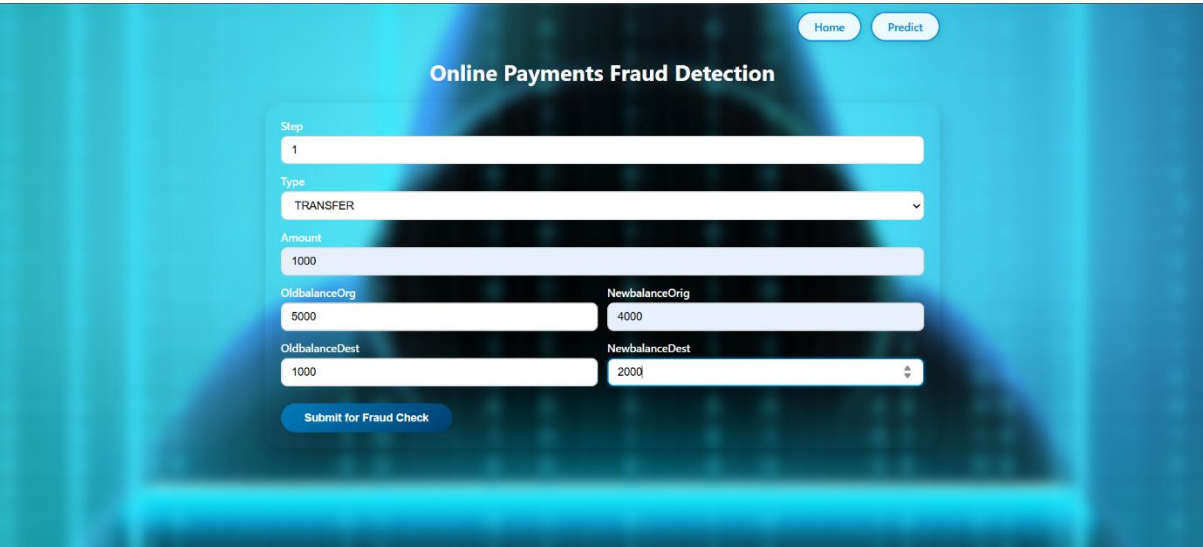 Home Predict
Online Payments Fraud Detection
Step
1
Type
TRANSFER
Amount
1000
OldbalanceOrg NewbalanceOrig
5000 4000
OldbalanceDest NewbalanceDest
1000 2000
Submit for Fraud Check